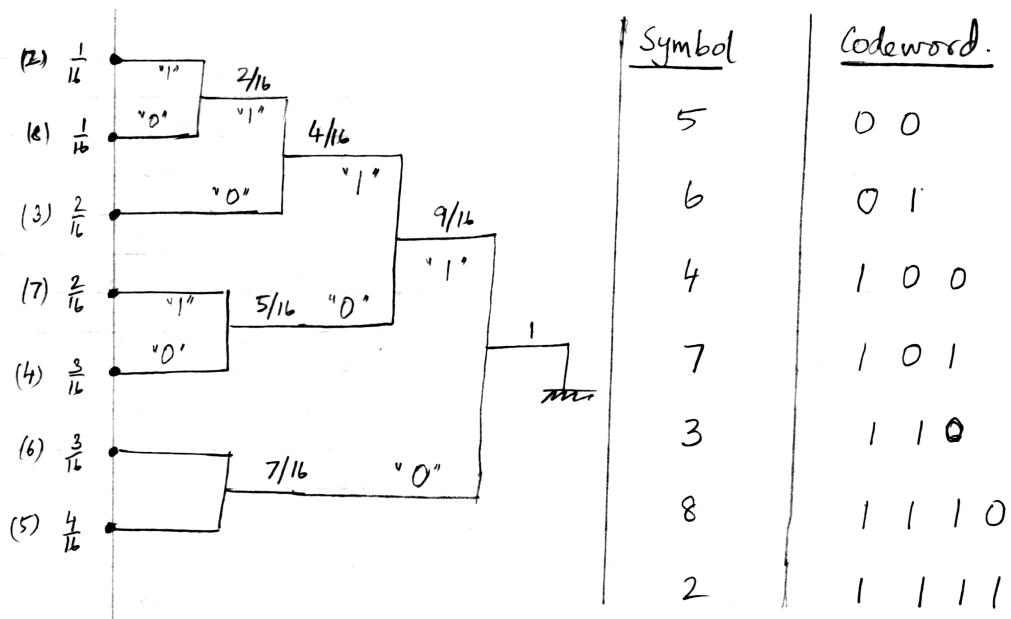 Symbol Codeword.
(2) 1/16 "1"
2/16
(8) 1/16 "0" "1"
4/16
5 0 0
"1"
(3) 2/16 "0"
6 0 1
9/16
"1"
(7) 2/16 "1"
5/16 "0"
4 1 0 0
(4) 3/16 "0"
1
7 1 0 1
(6) 3/16
3 1 1 0
7/16 "0"
(5) 4/16
8 1 1 1 0
2 1 1 1 1